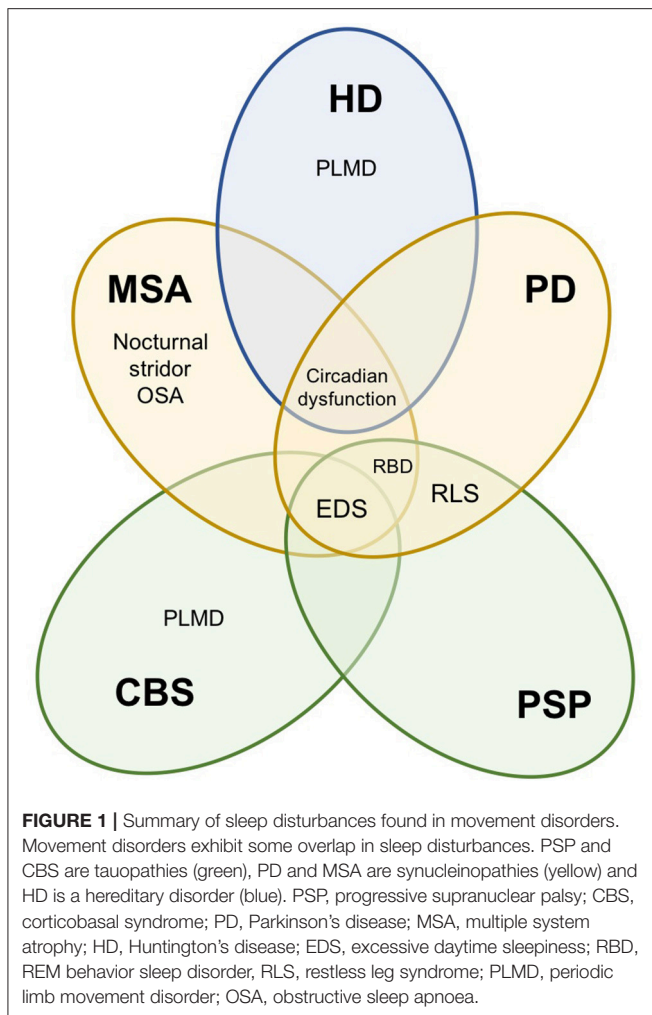 HD
PLMD
MSA
PD
Nocturnal
stridor
OSA
Circadian
dysfunction
RBD
EDS
RLS
PLMD
CBS
PSP
FIGURE 1 | Summary of sleep disturbances found in movement disorders.
Movement disorders exhibit some overlap in sleep disturbances. PSP and
CBS are tauopathies (green), PD and MSA are synucleinopathies (yellow) and
HD is a hereditary disorder (blue). PSP, progressive supranuclear palsy; CBS,
corticobasal syndrome; PD, Parkinson's disease; MSA, multiple system
atrophy; HD, Huntington's disease; EDS, excessive daytime sleepiness; RBD,
REM behavior sleep disorder, RLS, restless leg syndrome; PLMD, periodic
limb movement disorder; OSA, obstructive sleep apnoea.